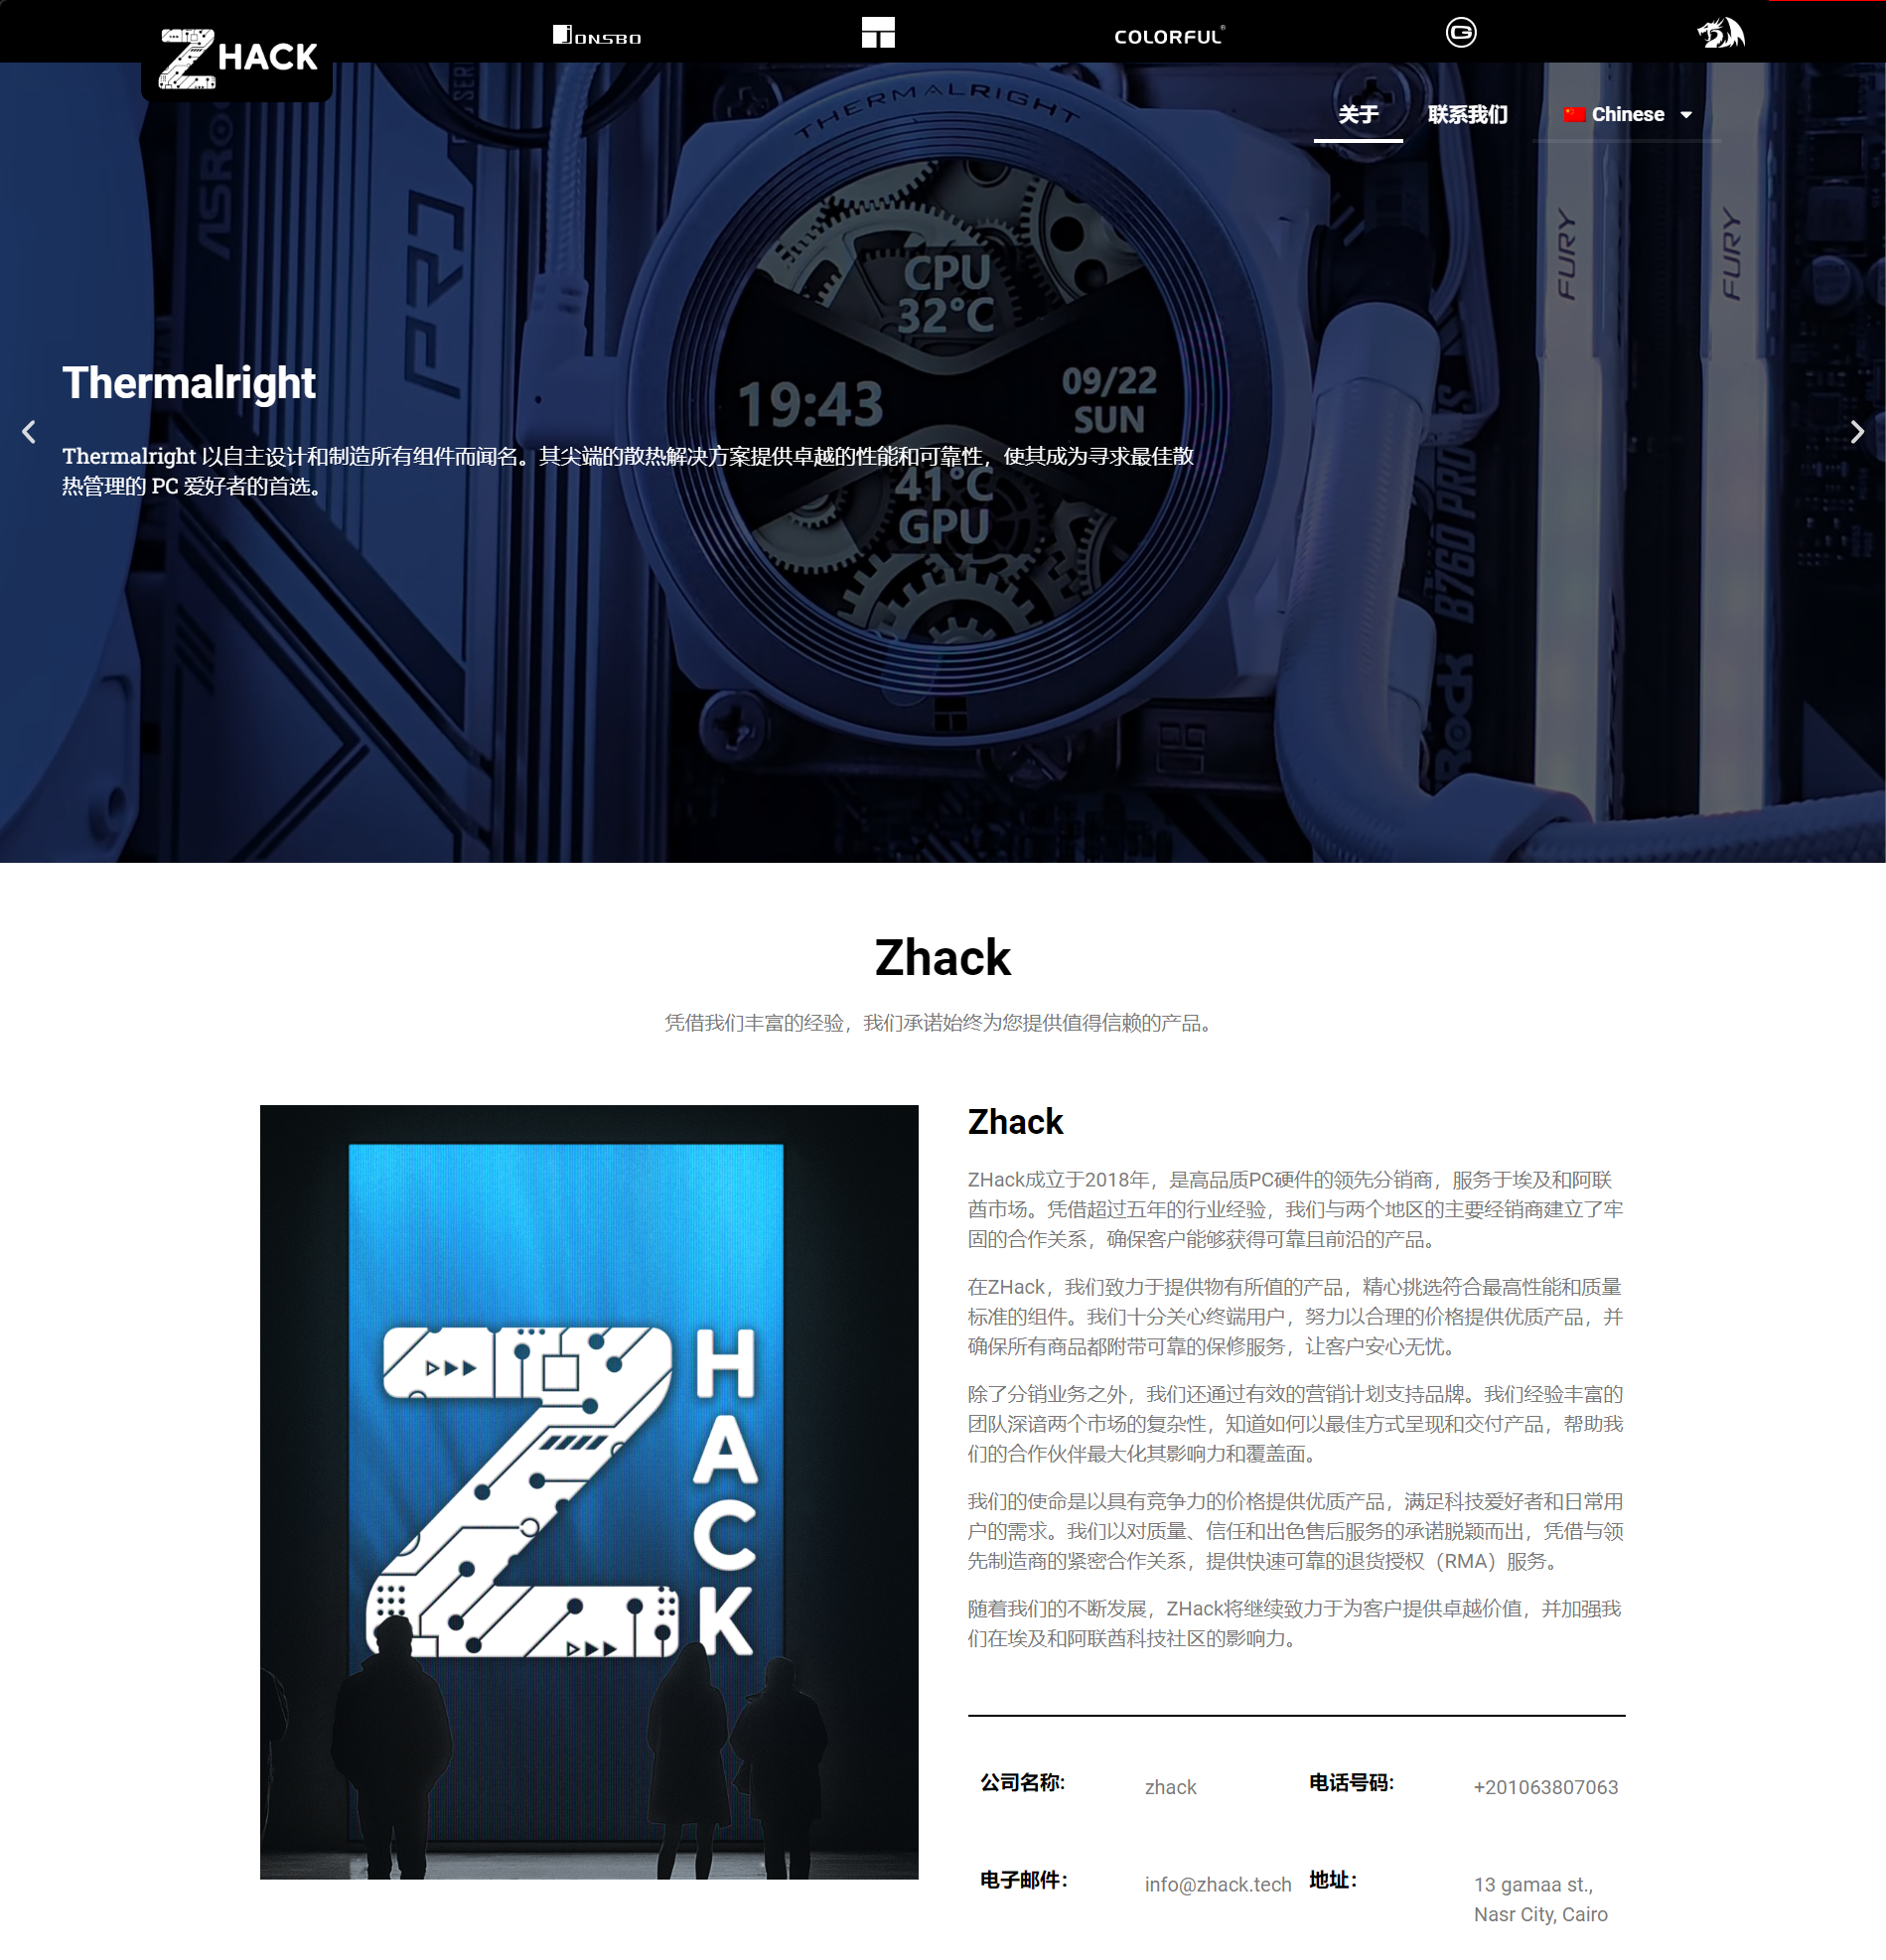 ZHACK
JONSBO
COLORFUL®
关于
联系我们
Chinese
THERMALRIGHT
ASRock
SERI
PRO
FURY
FURY
CPU
32°C
19:43
09/22
SUN
41°C
GPU
B760 PRO RS
Thermalright
Thermalright 以自主设计和制造所有组件而闻名。其尖端的散热解决方案提供卓越的性能和可靠性，使其成为寻求最佳散
热管理的 PC 爱好者的首选。
Zhack
凭借我们丰富的经验，我们承诺始终为您提供值得信赖的产品。
ZHACK
Zhack
ZHack成立于2018年，是高品质PC硬件的领先分销商，服务于埃及和阿联
酋市场。凭借超过五年的行业经验，我们与两个地区的主要经销商建立了牢
固的合作关系，确保客户能够获得可靠且前沿的产品。
在ZHack，我们致力于提供物有所值的产品，精心挑选符合最高性能和质量
标准的组件。我们十分关心终端用户，努力以合理的价格提供优质产品，并
确保所有商品都附带可靠的保修服务，让客户安心无忧。
除了分销业务之外，我们还通过有效的营销计划支持品牌。我们经验丰富的
团队深谙两个市场的复杂性，知道如何以最佳方式呈现和交付产品，帮助我
们的合作伙伴最大化其影响力和覆盖面。
我们的使命是以具有竞争力的价格提供优质产品，满足科技爱好者和日常用
户的需求。我们以对质量、信任和出色售后服务的承诺脱颖而出，凭借与领
先制造商的紧密合作关系，提供快速可靠的退货授权（RMA）服务。
随着我们的不断发展，ZHack将继续致力于为客户提供卓越价值，并加强我
们在埃及和阿联酋科技社区的影响力。
公司名称:
zhack
电话号码:
+201063807063
电子邮件：
info@zhack.tech
地址：
13 gamaa st.,
Nasr City, Cairo